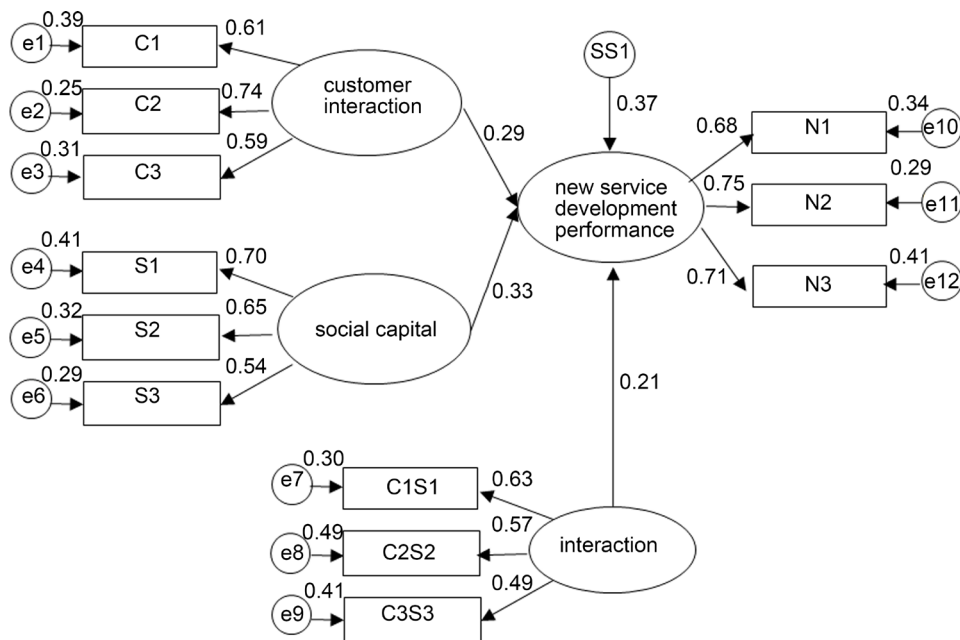 0.39
e1
C1
0.61
0.25
e2
C2
0.74
0.31
e3
C3
0.59
customer
interaction
0.29
SS1
0.37
new service
development
performance
0.68
N1
0.34
e10
0.75
N2
0.29
e11
0.71
N3
0.41
e12
0.41
e4
S1
0.70
0.32
e5
S2
0.65
0.29
e6
S3
0.54
social capital
0.33
0.21
0.30
e7
C1S1
0.63
0.49
e8
C2S2
0.57
0.41
e9
C3S3
0.49
interaction